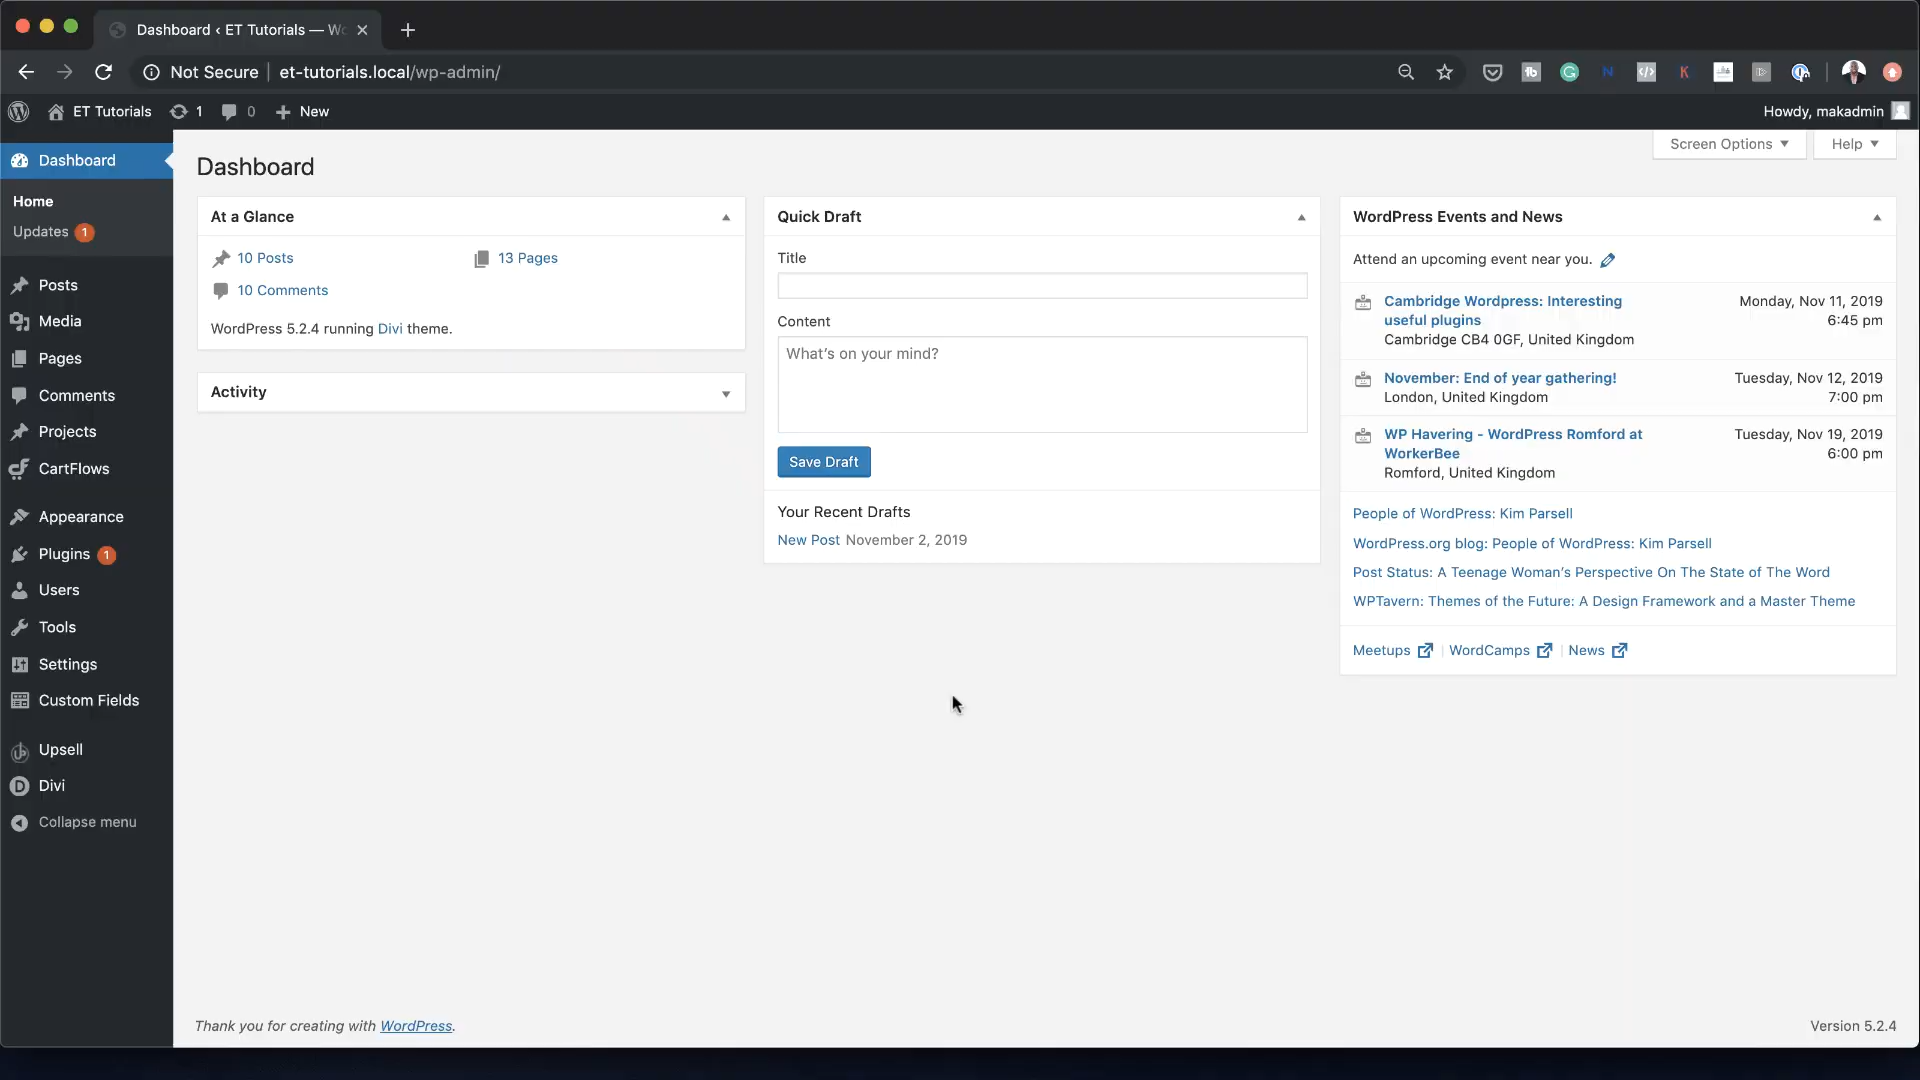 Dashboard ‹ ET Tutorials — Wo
Not Secure
et-tutorials.local/wp-admin/
ET Tutorials
1
0
New
Howdy, makadmin
Dashboard
Home
Updates 1
Posts
Media
Pages
Comments
Projects
CartFlows
Appearance
Plugins 1
Users
Tools
Settings
Custom Fields
Upsell
Divi
Collapse menu
Screen Options
Help
Dashboard
At a Glance
10 Posts
13 Pages
10 Comments
WordPress 5.2.4 running Divi theme.
Activity
Quick Draft
Title
Content
What's on your mind?
Save Draft
Your Recent Drafts
New Post November 2, 2019
WordPress Events and News
Attend an upcoming event near you.
Cambridge Wordpress: Interesting
useful plugins
Cambridge CB4 0GF, United Kingdom
Monday, Nov 11, 2019
6:45 pm
November: End of year gathering!
London, United Kingdom
Tuesday, Nov 12, 2019
7:00 pm
WP Havering - WordPress Romford at
WorkerBee
Romford, United Kingdom
Tuesday, Nov 19, 2019
6:00 pm
People of WordPress: Kim Parsell
WordPress.org blog: People of WordPress: Kim Parsell
Post Status: A Teenage Woman's Perspective On The State of The Word
WPTavern: Themes of the Future: A Design Framework and a Master Theme
Meetups | WordCamps | News
Thank you for creating with WordPress.
Version 5.2.4